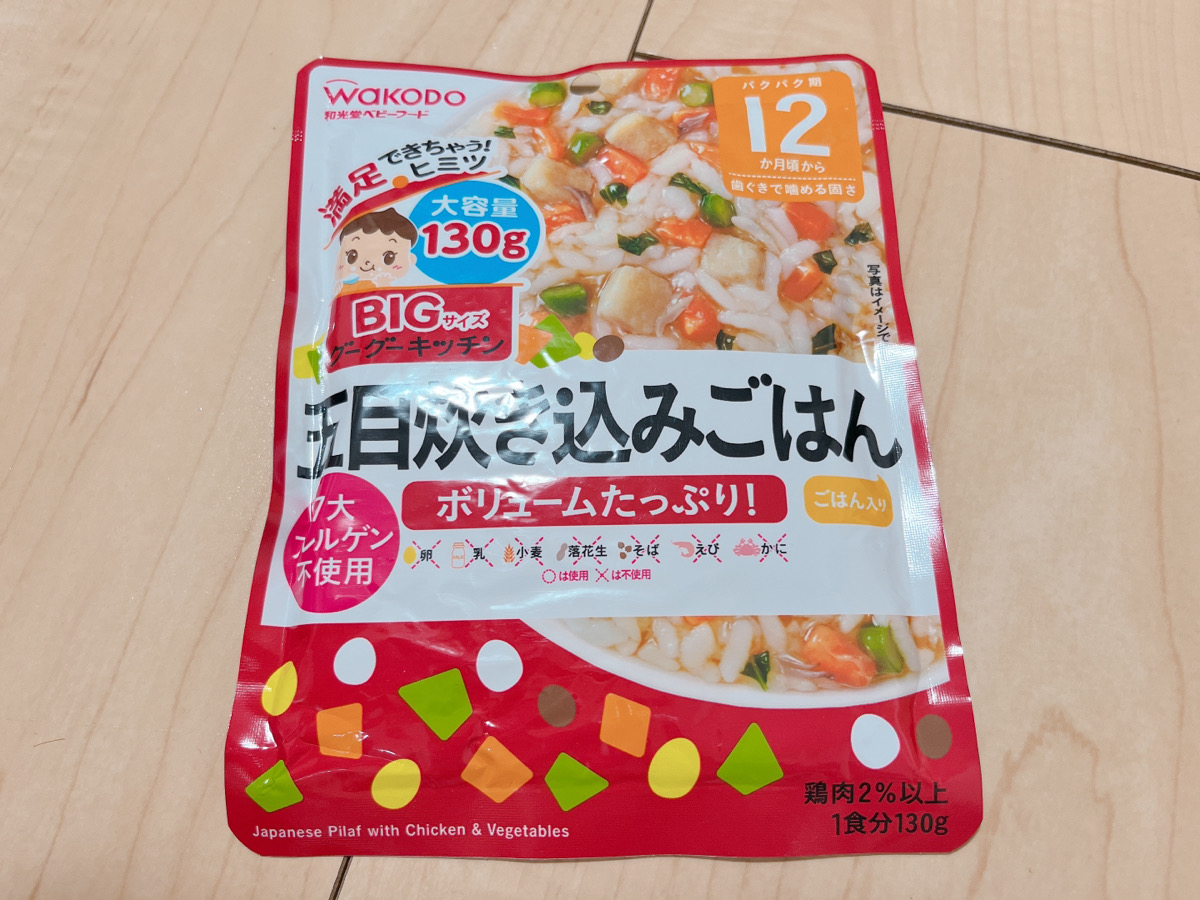 WAKODO
和光堂ベビーフード
パクパク期
12
か月頃から
歯ぐきで噛める固さ
満足できちゃう!
ヒミツ
大容量
130g
写真はイメージで
BIGサイズ
グーグーキッチン
五目炊き込みごはん
ボリュームたっぷり!
ごはん入り
7大
アレルゲン
不使用
卵 乳 小麦 落花生 そば えび かに
は使用 は不使用
鶏肉2%以上
1食分130g
Japanese Pilaf with Chicken & Vegetables